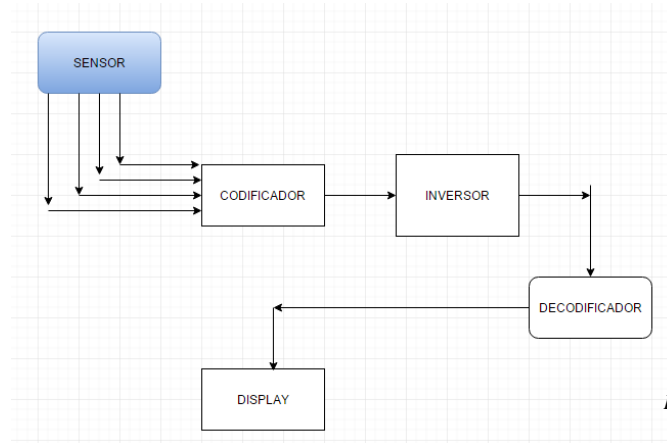 SENSOR
CODIFICADOR
INVERSOR
DECODIFICADOR
DISPLAY